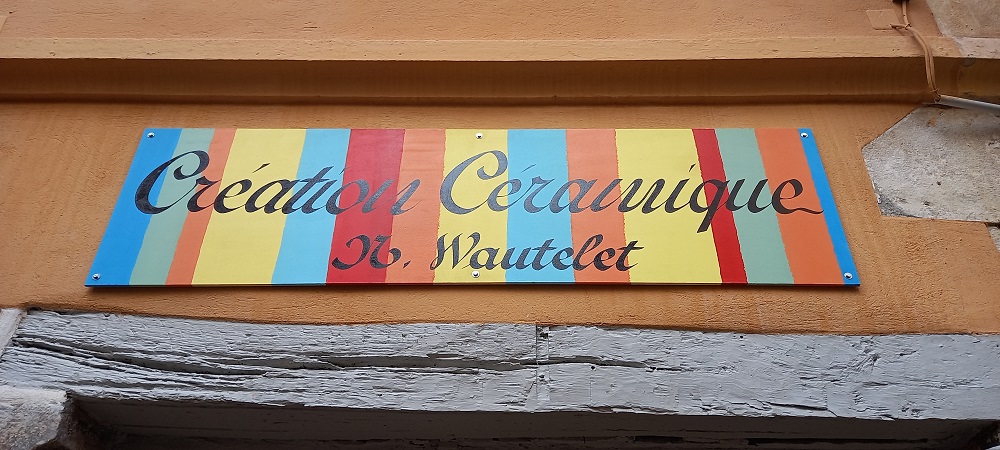 Création Céramique
N. Wautelet